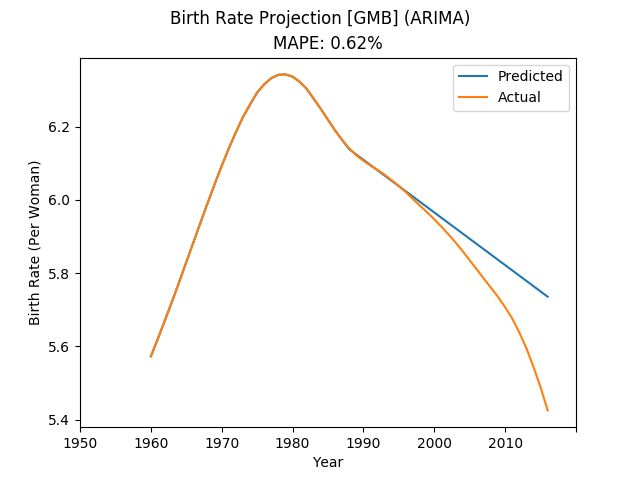 Birth Rate Projection [GMB] (ARIMA)
MAPE: 0.62%
Predicted
Actual
Birth Rate (Per Woman)
6.2
6.0
5.8
5.6
5.4
1950 1960 1970 1980 1990 2000 2010
Year